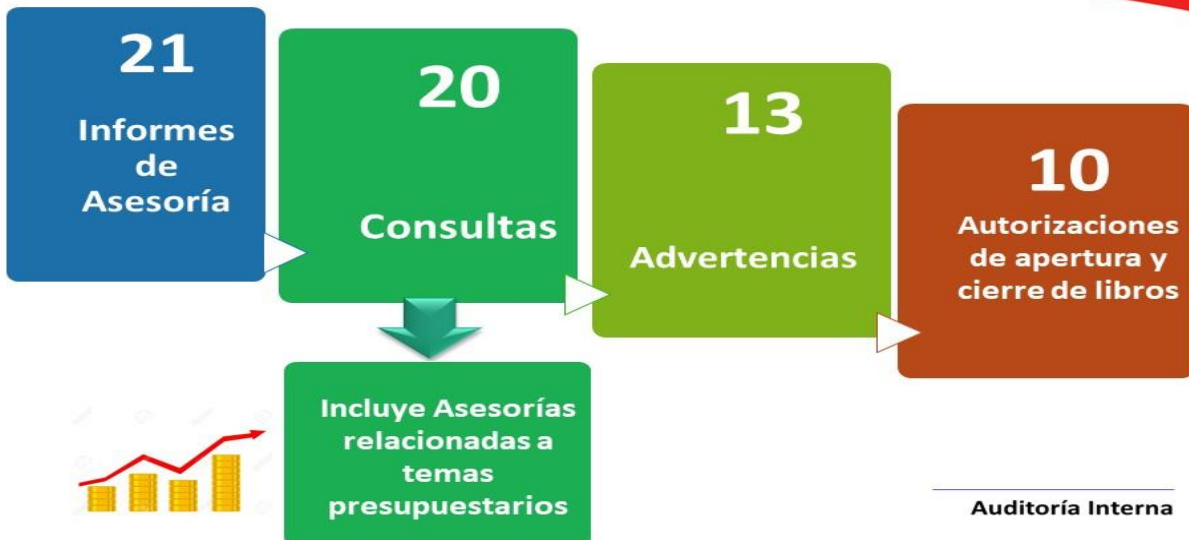 21
Informes
de
Asesoría
20
Consultas
13
Advertencias
10
Autorizaciones
de apertura y
cierre de libros
Incluye Asesorías
relacionadas a
temas
presupuestarios
Auditoría Interna